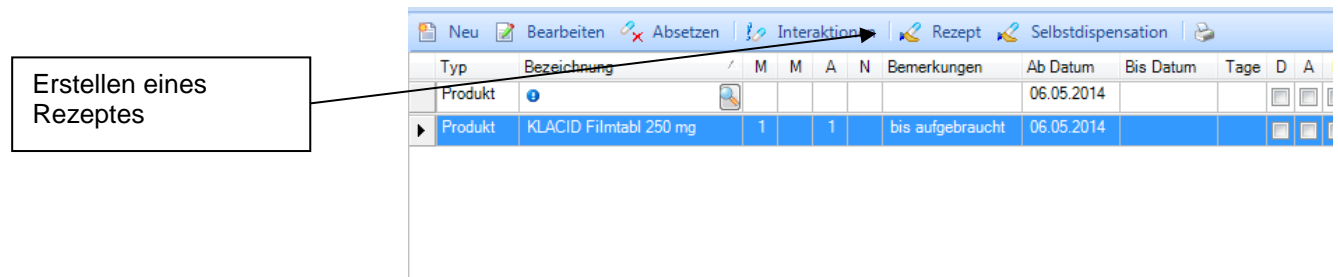 Neu Bearbeiten Absetzen Interaktionen Rezept Selbstdispensation
Erstellen eines
Rezeptes
Typ Bezeichnung M M A N Bemerkungen Ab Datum Bis Datum Tage D A
Produkt 06.05.2014
Produkt KLACID Filmtabl 250 mg 1 1 bis aufgebraucht 06.05.2014